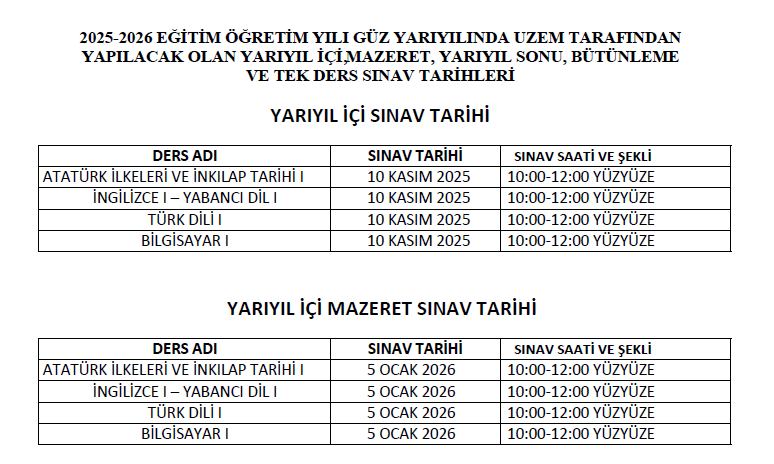 2025-2026 EĞİTİM ÖĞRETİM YILI GÜZ YARIYILINDA UZEM TARAFINDAN
YAPILACAK OLAN YARIYIL İÇİ,MAZERET, YARIYIL SONU, BÜTÜNLEME
VE TEK DERS SINAV TARİHLERİ
YARIYIL İÇİ SINAV TARİHİ
DERS ADI SINAV TARİHİ SINAV SAATİ VE ŞEKLİ
ATATÜRK İLKELERİ VE İNKILAP TARİHİ I 10 KASIM 2025 10:00-12:00 YÜZYÜZE
İNGİLİZCE I – YABANCI DİL I 10 KASIM 2025 10:00-12:00 YÜZYÜZE
TÜRK DİLİ I 10 KASIM 2025 10:00-12:00 YÜZYÜZE
BİLGİSAYAR I 10 KASIM 2025 10:00-12:00 YÜZYÜZE
YARIYIL İÇİ MAZERET SINAV TARİHİ
DERS ADI SINAV TARİHİ SINAV SAATİ VE ŞEKLİ
ATATÜRK İLKELERİ VE İNKILAP TARİHİ I 5 OCAK 2026 10:00-12:00 YÜZYÜZE
İNGİLİZCE I – YABANCI DİL I 5 OCAK 2026 10:00-12:00 YÜZYÜZE
TÜRK DİLİ I 5 OCAK 2026 10:00-12:00 YÜZYÜZE
BİLGİSAYAR I 5 OCAK 2026 10:00-12:00 YÜZYÜZE